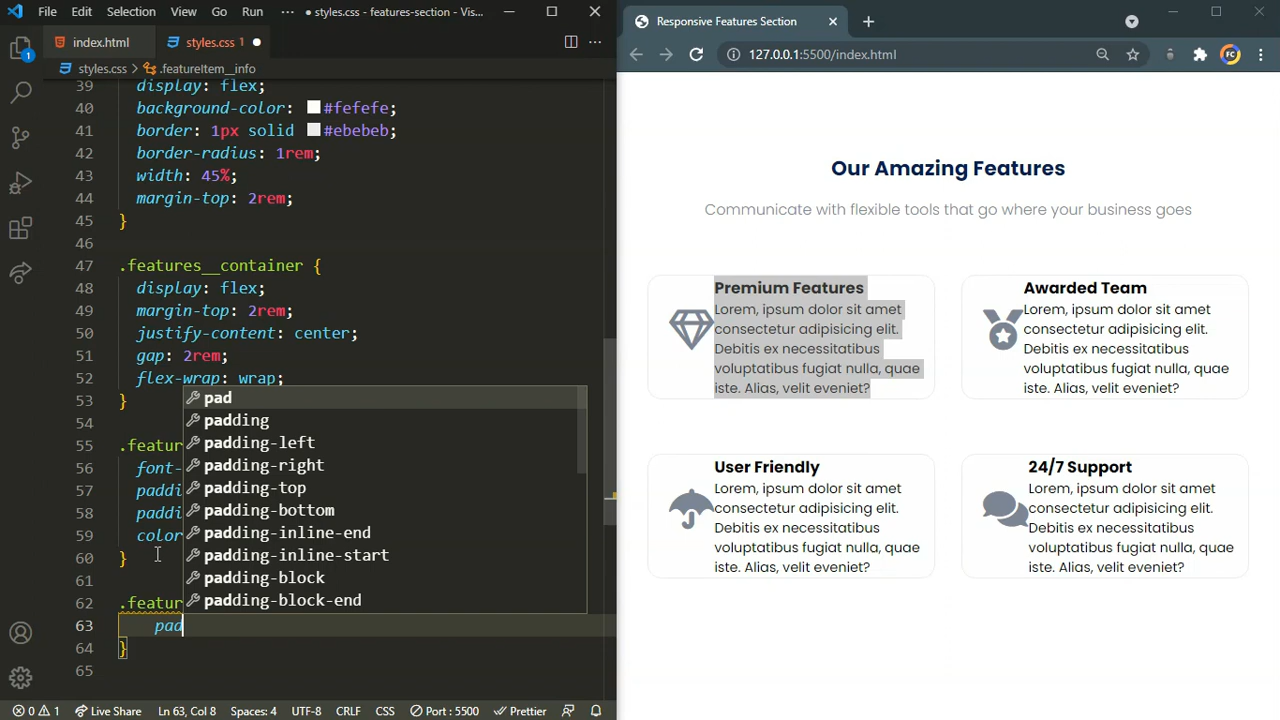 File Edit Selection View Go Run ··· ● styles.css - features-section - Vis...
index.html styles.css 1 ●
styles.css > .featureItem__info
39 display: flex;
40 background-color: #fefefe;
41 border: 1px solid #ebebeb;
42 border-radius: 1rem;
43 width: 45%;
44 margin-top: 2rem;
45 }
46
47 .features__container {
48 display: flex;
49 margin-top: 2rem;
50 justify-content: center;
51 gap: 2rem;
52 flex-wrap: wrap;
53 }
54
55 .featur
56 font-
57 paddi
58 paddi
59 color
60 }
61
62 .featur
63 pad
64 }
65
pad
padding
padding-left
padding-right
padding-top
padding-bottom
padding-inline-end
padding-inline-start
padding-block
padding-block-end
1
0 1 Live Share Ln 63, Col 8 Spaces: 4 UTF-8 CRLF CSS Port : 5500 Prettier
Responsive Features Section
127.0.0.1:5500/index.html
FC
Our Amazing Features
Communicate with flexible tools that go where your business goes
Premium Features
Lorem, ipsum dolor sit amet
consectetur adipisicing elit.
Debitis ex necessitatibus
voluptatibus fugiat nulla, quae
iste. Alias, velit eveniet?
Awarded Team
Lorem, ipsum dolor sit amet
consectetur adipisicing elit.
Debitis ex necessitatibus
voluptatibus fugiat nulla, quae
iste. Alias, velit eveniet?
User Friendly
Lorem, ipsum dolor sit amet
consectetur adipisicing elit.
Debitis ex necessitatibus
voluptatibus fugiat nulla, quae
iste. Alias, velit eveniet?
24/7 Support
Lorem, ipsum dolor sit amet
consectetur adipisicing elit.
Debitis ex necessitatibus
voluptatibus fugiat nulla, quae
iste. Alias, velit eveniet?